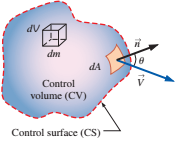 dV
dm
n⃗
dA
θ
V⃗
Control
volume (CV)
Control surface (CS)